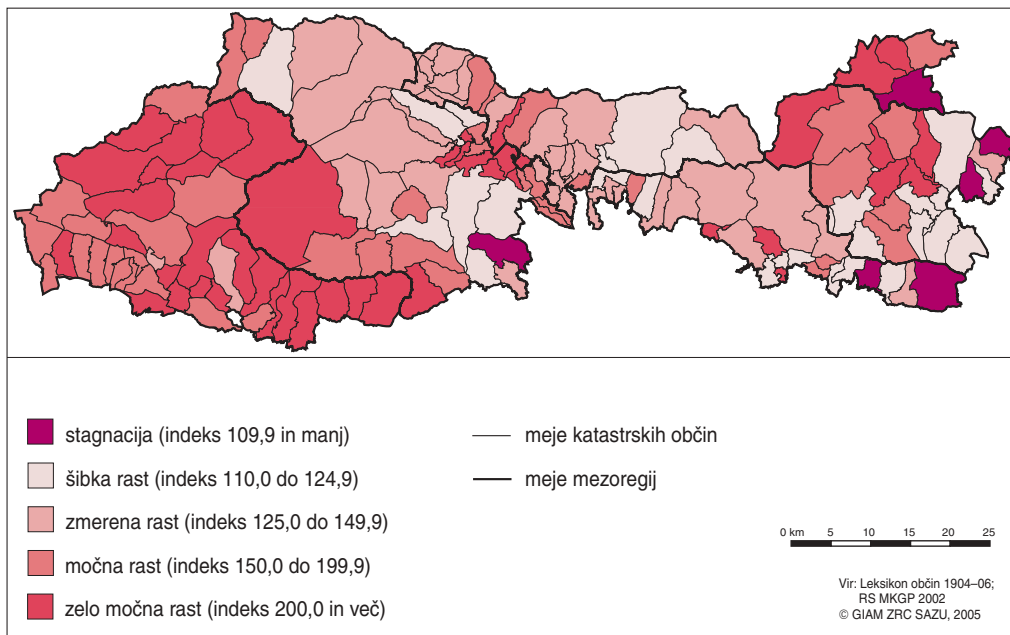 stagnacija (indeks 109,9 in manj)
šibka rast (indeks 110,0 do 124,9)
zmerena rast (indeks 125,0 do 149,9)
močna rast (indeks 150,0 do 199,9)
zelo močna rast (indeks 200,0 in več)
meje katastrskih občin
meje mezoregij
0 km 5 10 15 20 25
Vir: Leksikon občin 1904–06;
RS MKGP 2002
© GIAM ZRC SAZU, 2005